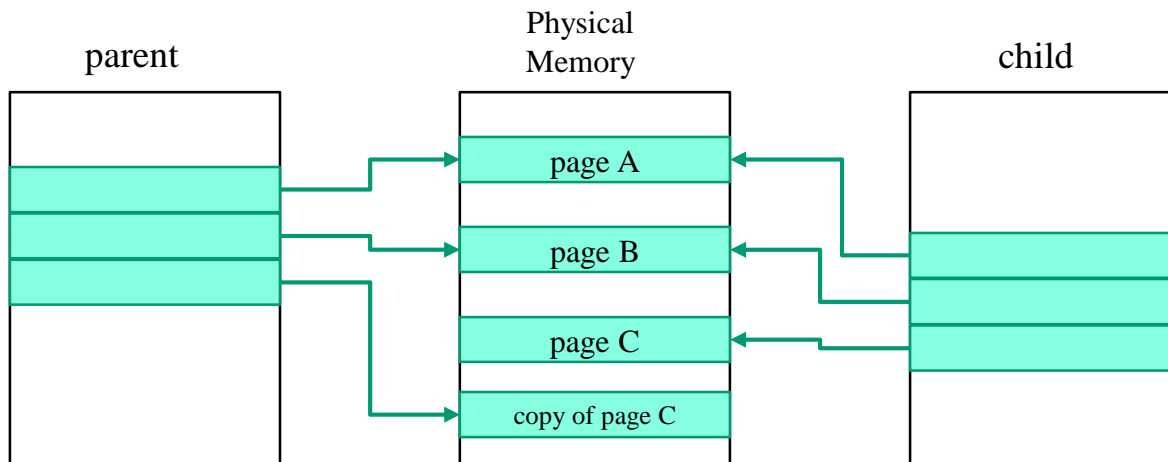 parent
Physical
Memory
child
page A
page B
page C
copy of page C